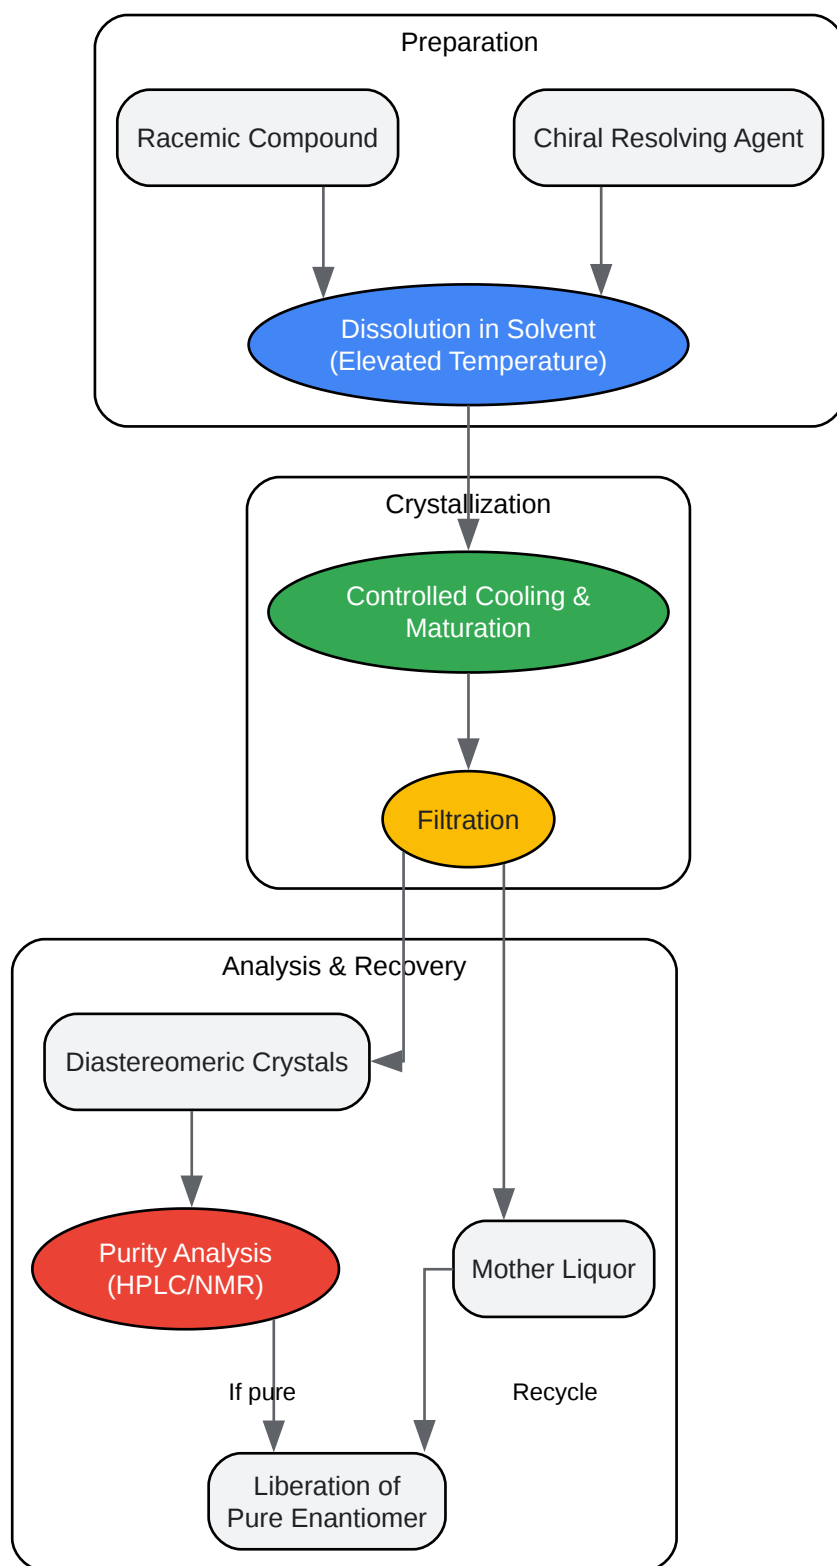 Preparation
Racemic Compound
Chiral Resolving Agent
Dissolution in Solvent
(Elevated Temperature)
Crystallization
Controlled Cooling &
Maturation
Filtration
Analysis & Recovery
Diastereomeric Crystals
Purity Analysis
(HPLC/NMR)
Mother Liquor
If pure
Recycle
Liberation of
Pure Enantiomer